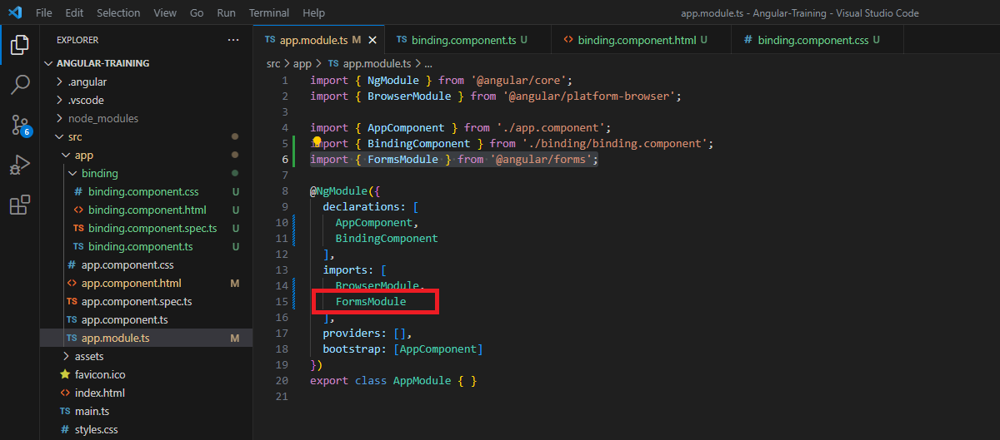 File Edit Selection View Go Run Terminal Help
app.module.ts - Angular-Training - Visual Studio Code
EXPLORER
ANGULAR-TRAINING
.angular
.vscode
node_modules
src
app
binding
# binding.component.css U
<> binding.component.html U
TS binding.component.spec.ts U
TS binding.component.ts U
# app.component.css
<> app.component.html M
TS app.component.spec.ts
TS app.component.ts
TS app.module.ts M
assets
favicon.ico
<> index.html
TS main.ts
# styles.css
6
TS app.module.ts M
TS binding.component.ts U
<> binding.component.html U
# binding.component.css U
src > app > TS app.module.ts > ...
1 import { NgModule } from '@angular/core';
2 import { BrowserModule } from '@angular/platform-browser';
3
4 import { AppComponent } from './app.component';
5 import { BindingComponent } from './binding/binding.component';
6 import { FormsModule } from '@angular/forms';
7
8 @NgModule({
9 declarations: [
10 AppComponent,
11 BindingComponent
12 ],
13 imports: [
14 BrowserModule,
15 FormsModule
16 ],
17 providers: [],
18 bootstrap: [AppComponent]
19 })
20 export class AppModule { }
21